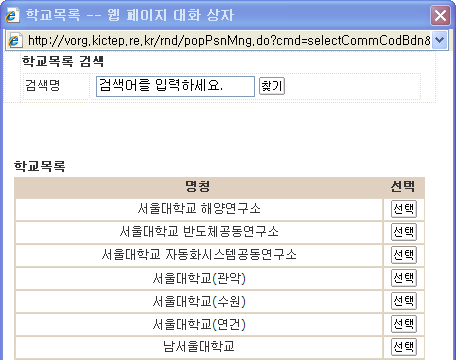 학교목록 -- 웹 페이지 대화 상자
http://vorg.kictep.re.kr/rnd/popPsnMng.do?cmd=selectCommCodBdn&
학교목록 검색
검색명 검색어를 입력하세요. 찾기
학교목록
명칭 선택
서울대학교 해양연구소 선택
서울대학교 반도체공동연구소 선택
서울대학교 자동화시스템공동연구소 선택
서울대학교(관악) 선택
서울대학교(수원) 선택
서울대학교(연건) 선택
남서울대학교 선택